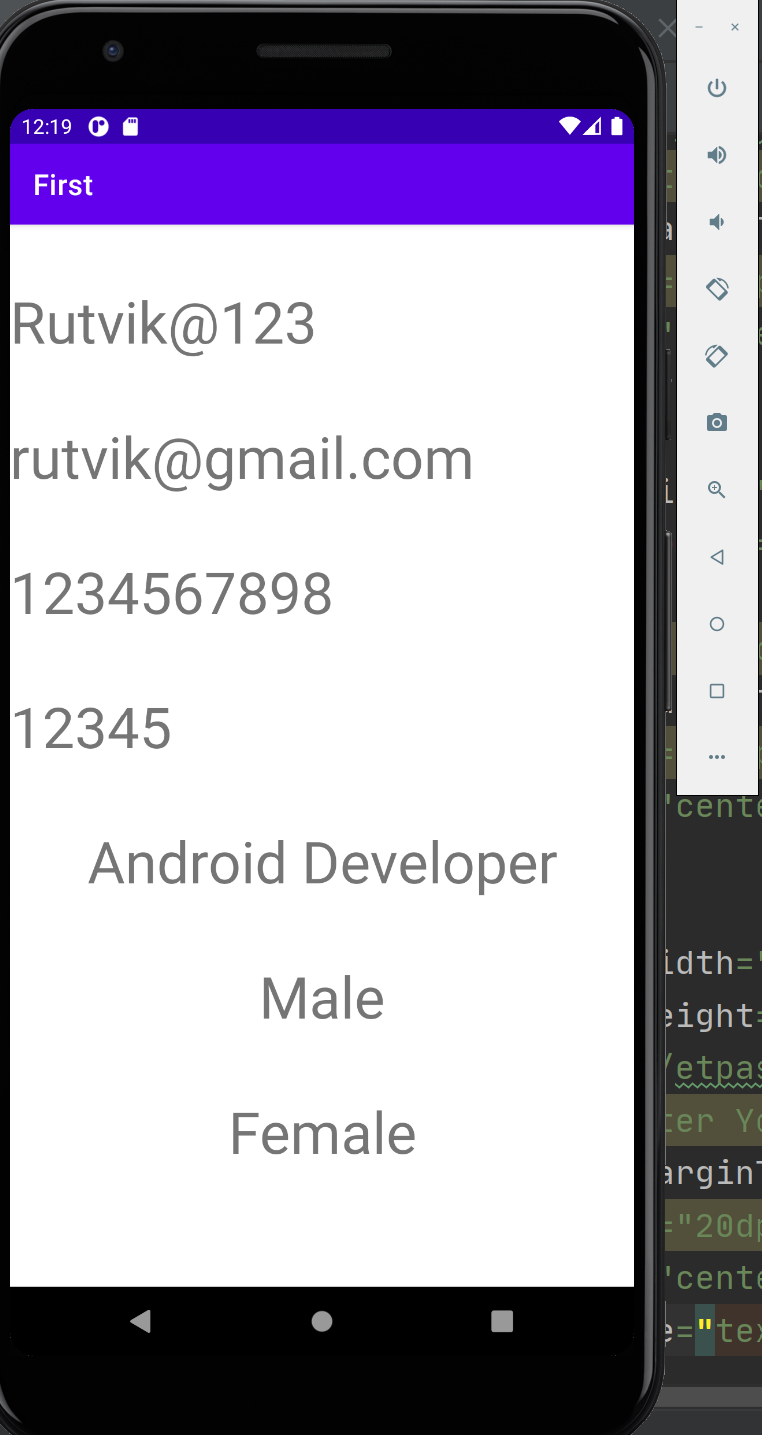 12:19
First
Rutvik@123
rutvik@gmail.com
1234567898
12345
Android Developer
Male
Female
"cente
idth="
eight=
/etpas
ter Yo
arginT
="20dp
"cente
e="tex